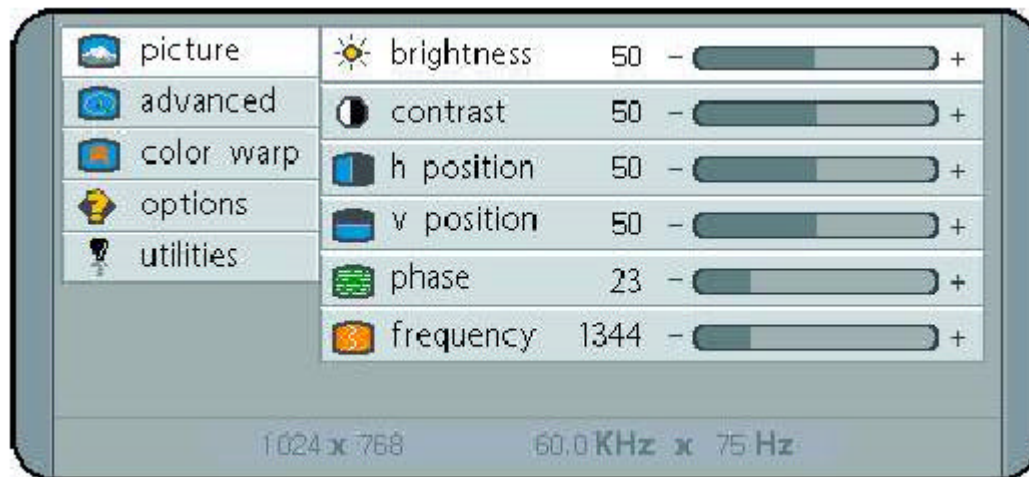 picture
advanced
color warp
options
utilities
brightness 50 - +
contrast 50 - +
h position 50 - +
v position 50 - +
phase 23 - +
frequency 1344 - +
1024 x 768 60.0 KHz x 75 Hz